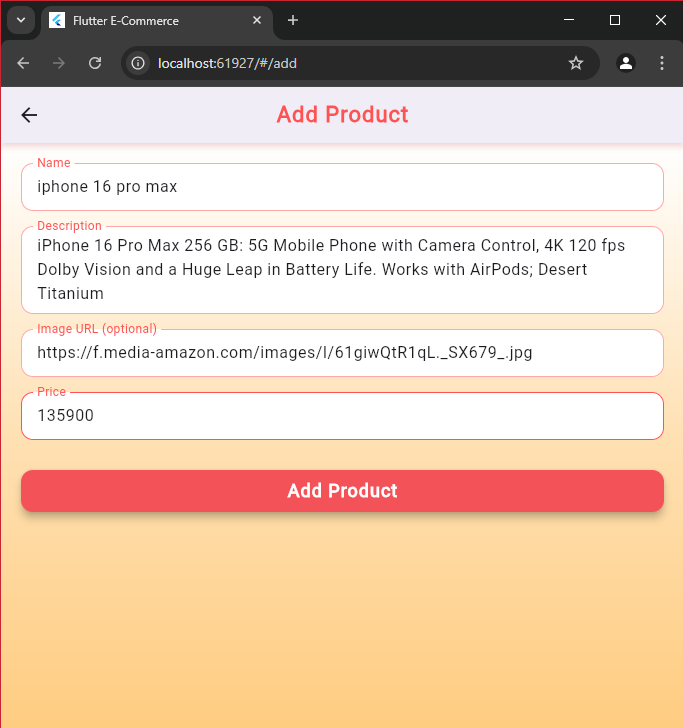 Flutter E-Commerce
localhost:61927/#/add
Add Product
Name
iphone 16 pro max
Description
iPhone 16 Pro Max 256 GB: 5G Mobile Phone with Camera Control, 4K 120 fps
Dolby Vision and a Huge Leap in Battery Life. Works with AirPods; Desert
Titanium
Image URL (optional)
https://f.media-amazon.com/images/I/61giwQtR1qL._SX679_.jpg
Price
135900
Add Product